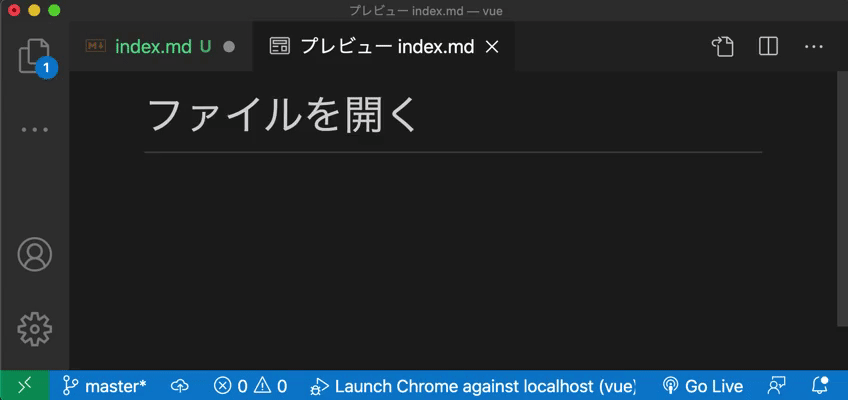 プレビュー index.md — vue
M↓ index.md U
プレビュー index.md
1
ファイルを開く
master*
0
0
Launch Chrome against localhost (vue)
Go Live